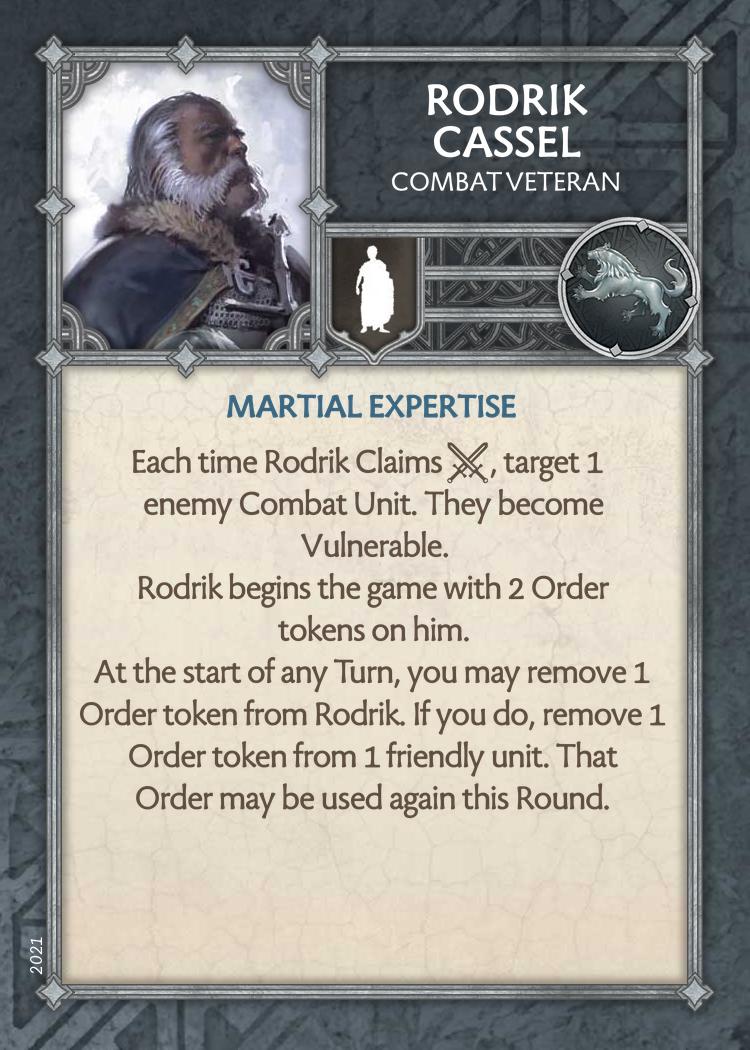 RODRIK
CASSEL
COMBAT VETERAN
MARTIAL EXPERTISE
Each time Rodrik Claims , target 1
enemy Combat Unit. They become
Vulnerable.
Rodrik begins the game with 2 Order
tokens on him.
At the start of any Turn, you may remove 1
Order token from Rodrik. If you do, remove 1
Order token from 1 friendly unit. That
Order may be used again this Round.
2021